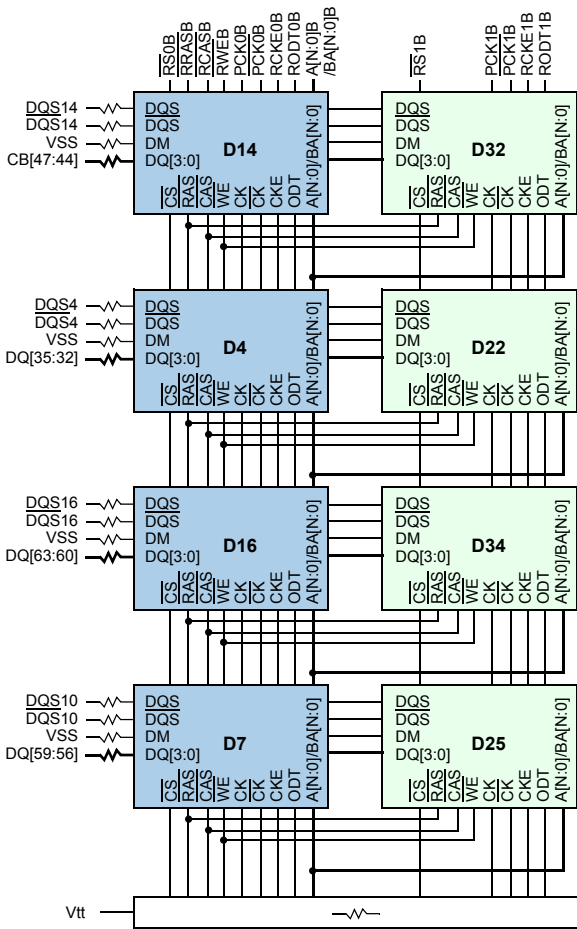 RS0B
RRASB
RCASB
RWEB
PCK0B
PCK0B
RCKE0B
RODT0B
A[N:0]B
/BA[N:0]B
RS1B
PCK1B
PCK1B
RCKE1B
RODT1B
DQS14
DQS14
VSS
CB[47:44]
DQS
DQS
DM
DQ[3:0]
D14
CS
RAS
CAS
WE
CK
CK
CKE
ODT
A[N:0]/BA[N:0]
DQS
DQS
DM
DQ[3:0]
D32
CS
RAS
CAS
WE
CK
CK
CKE
ODT
A[N:0]/BA[N:0]
DQS4
DQS4
VSS
DQ[35:32]
DQS
DQS
DM
DQ[3:0]
D4
CS
RAS
CAS
WE
CK
CK
CKE
ODT
A[N:0]/BA[N:0]
DQS
DQS
DM
DQ[3:0]
D22
CS
RAS
CAS
WE
CK
CK
CKE
ODT
A[N:0]/BA[N:0]
DQS16
DQS16
VSS
DQ[63:60]
DQS
DQS
DM
DQ[3:0]
D16
CS
RAS
CAS
WE
CK
CK
CKE
ODT
A[N:0]/BA[N:0]
DQS
DQS
DM
DQ[3:0]
D34
CS
RAS
CAS
WE
CK
CK
CKE
ODT
A[N:0]/BA[N:0]
DQS10
DQS10
VSS
DQ[59:56]
DQS
DQS
DM
DQ[3:0]
D7
CS
RAS
CAS
WE
CK
CK
CKE
ODT
A[N:0]/BA[N:0]
DQS
DQS
DM
DQ[3:0]
D25
CS
RAS
CAS
WE
CK
CK
CKE
ODT
A[N:0]/BA[N:0]
Vtt